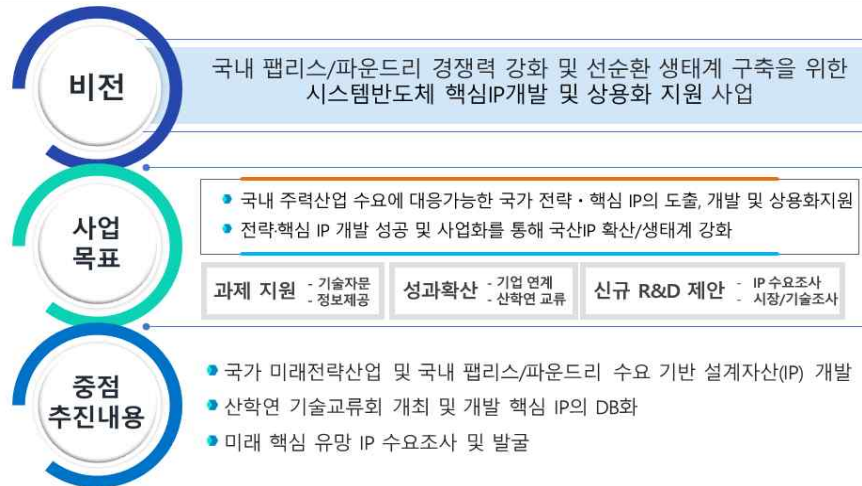 비전
국내 팹리스/파운드리 경쟁력 강화 및 선순환 생태계 구축을 위한
시스템반도체 핵심IP개발 및 상용화 지원 사업
사업
목표
국내 주력산업 수요에 대응가능한 국가 전략・핵심 IP의 도출, 개발 및 상용화지원
전략·핵심 IP 개발 성공 및 사업화를 통해 국산IP 확산/생태계 강화
과제 지원
- 기술자문
- 정보제공
성과확산
- 기업 연계
- 산학연 교류
신규 R&D 제안
- IP 수요조사
- 시장/기술조사
중점
추진내용
국가 미래전략산업 및 국내 팹리스/파운드리 수요 기반 설계자산(IP) 개발
산학연 기술교류회 개최 및 개발 핵심 IP의 DB화
미래 핵심 유망 IP 수요조사 및 발굴